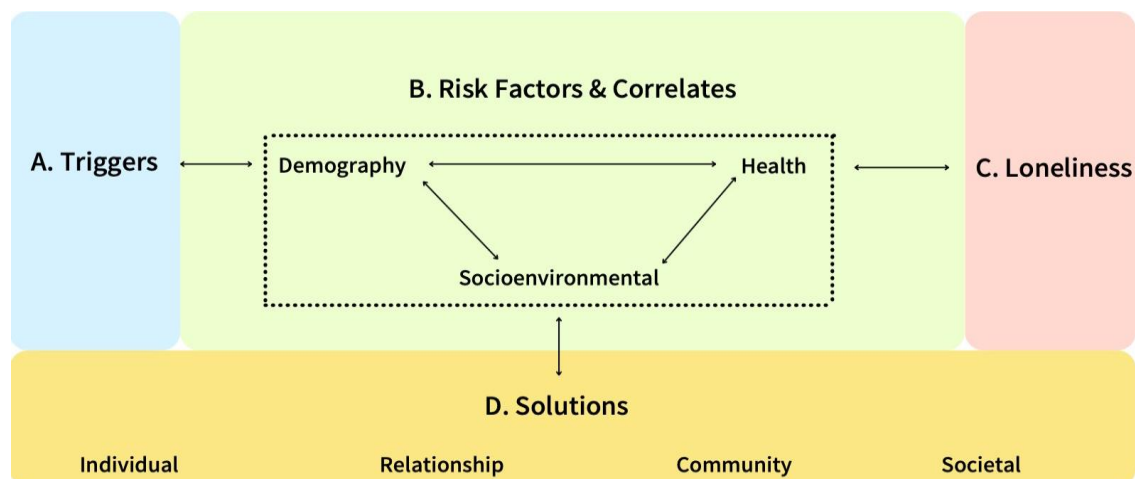 B. Risk Factors & Correlates
A. Triggers
Demography
Health
C. Loneliness
Socioenvironmental
D. Solutions
Individual
Relationship
Community
Societal